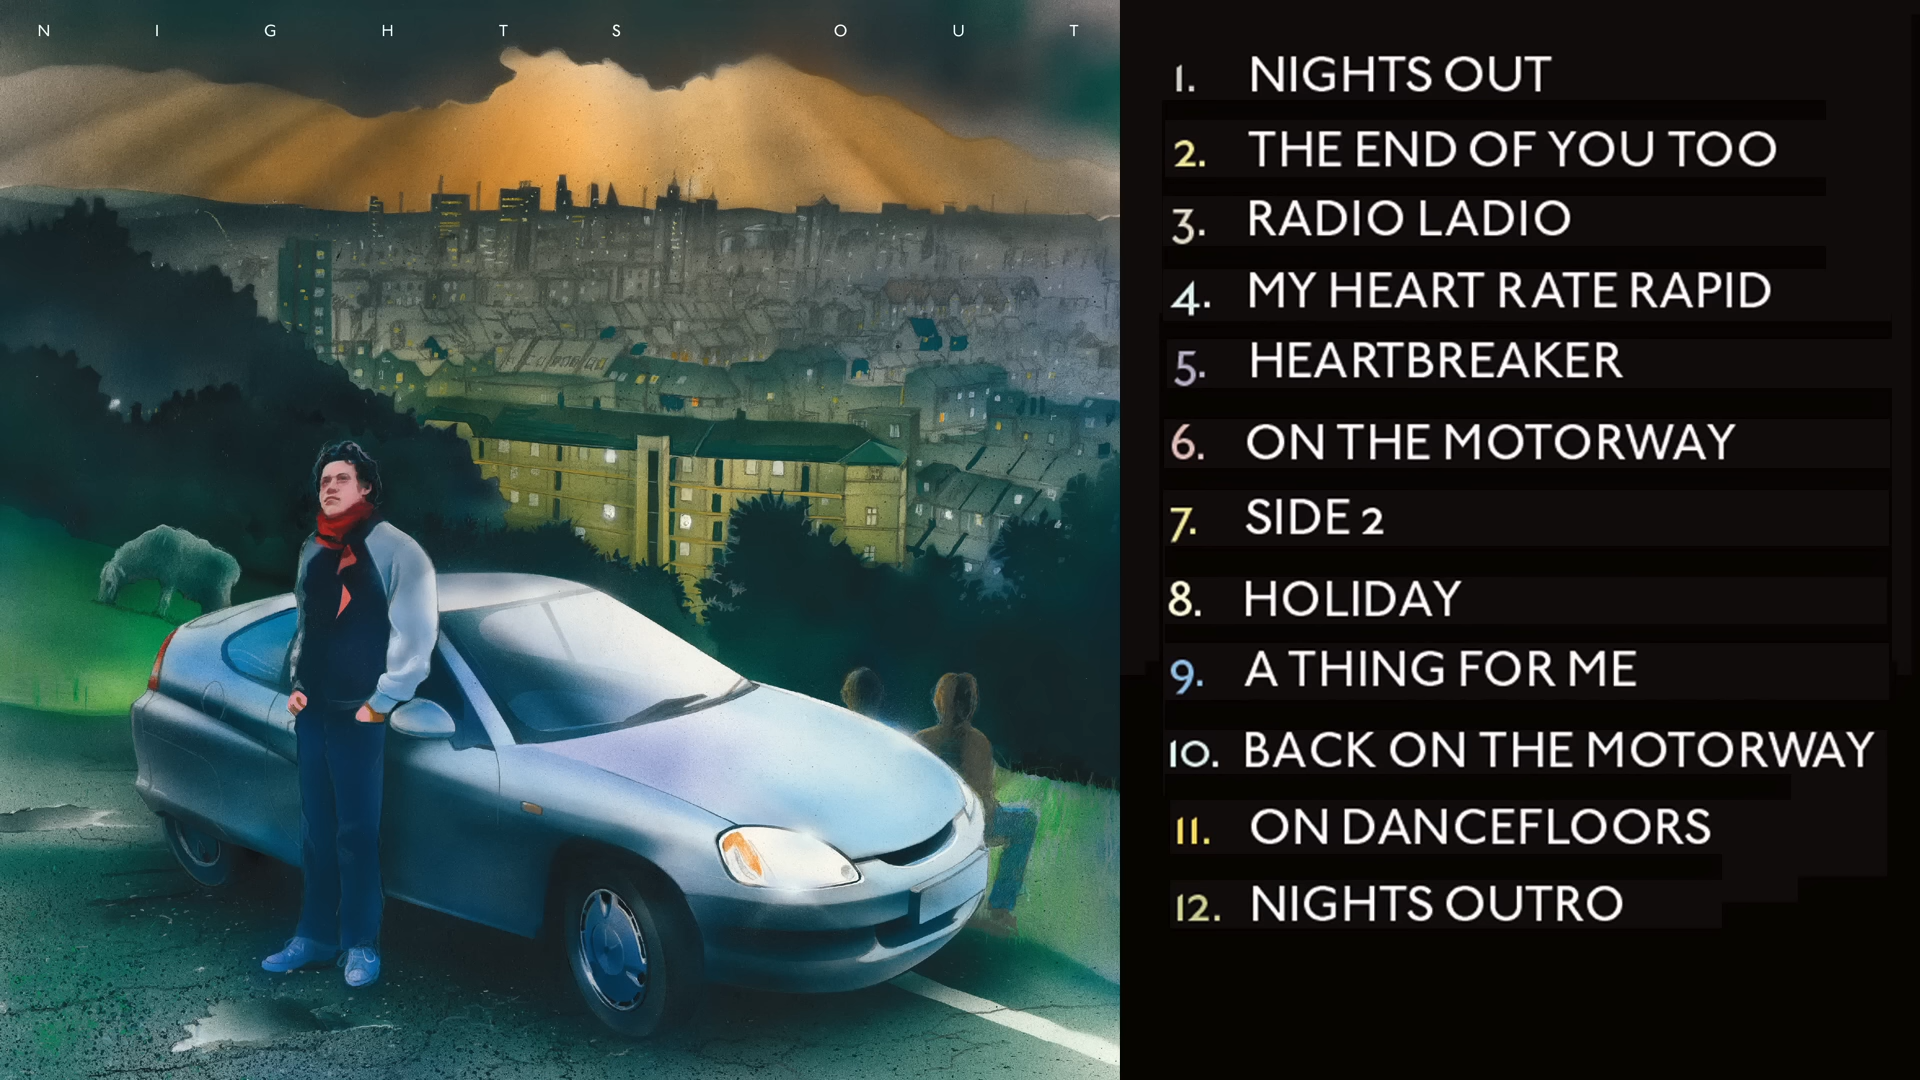 NIGHTS OUT
1. NIGHTS OUT
2. THE END OF YOU TOO
3. RADIO LADIO
4. MY HEART RATE RAPID
5. HEARTBREAKER
6. ON THE MOTORWAY
7. SIDE 2
8. HOLIDAY
9. A THING FOR ME
10. BACK ON THE MOTORWAY
11. ON DANCEFLOORS
12. NIGHTS OUTRO